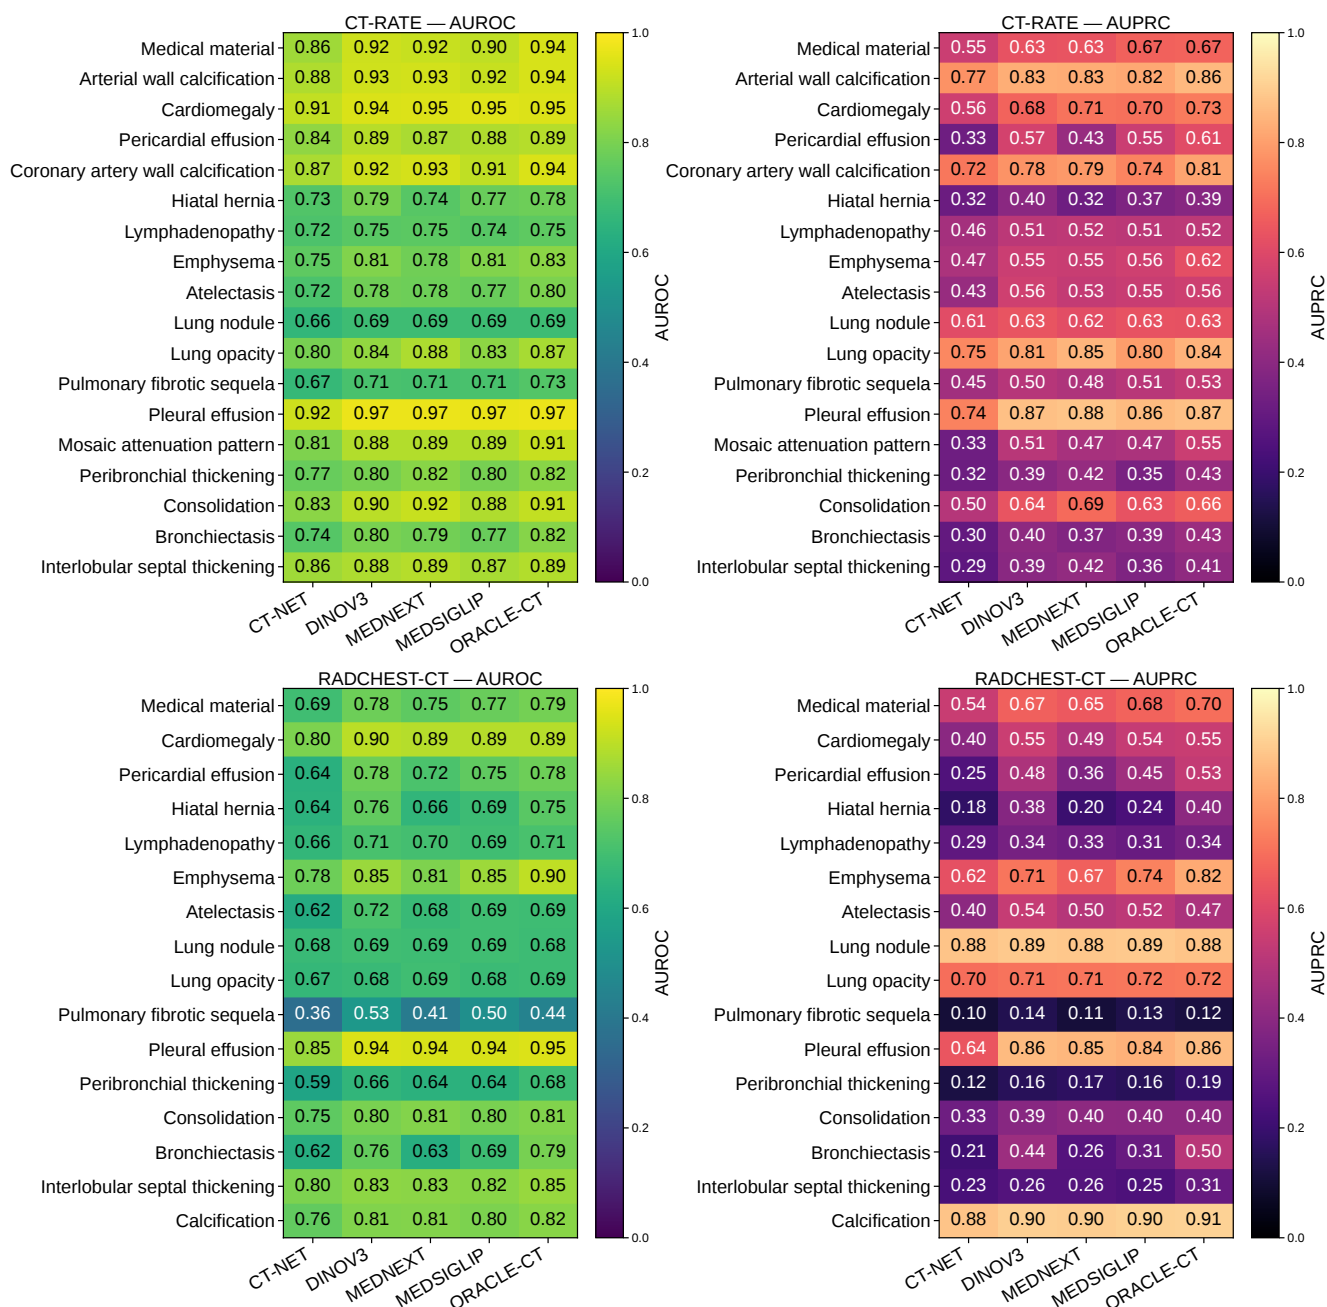 CT-RATE — AUROC
Medical material 0.86 0.92 0.92 0.90 0.94
Arterial wall calcification 0.88 0.93 0.93 0.92 0.94
Cardiomegaly 0.91 0.94 0.95 0.95 0.95
Pericardial effusion 0.84 0.89 0.87 0.88 0.89
Coronary artery wall calcification 0.87 0.92 0.93 0.91 0.94
Hiatal hernia 0.73 0.79 0.74 0.77 0.78
Lymphadenopathy 0.72 0.75 0.75 0.74 0.75
Emphysema 0.75 0.81 0.78 0.81 0.83
Atelectasis 0.72 0.78 0.78 0.77 0.80
Lung nodule 0.66 0.69 0.69 0.69 0.69
Lung opacity 0.80 0.84 0.88 0.83 0.87
Pulmonary fibrotic sequela 0.67 0.71 0.71 0.71 0.73
Pleural effusion 0.92 0.97 0.97 0.97 0.97
Mosaic attenuation pattern 0.81 0.88 0.89 0.89 0.91
Peribronchial thickening 0.77 0.80 0.82 0.80 0.82
Consolidation 0.83 0.90 0.92 0.88 0.91
Bronchiectasis 0.74 0.80 0.79 0.77 0.82
Interlobular septal thickening 0.86 0.88 0.89 0.87 0.89
CT-NET DINOV3 MEDNEXT MEDSIGLIP ORACLE-CT
1.0
0.8
0.6
0.4
0.2
0.0
AUROC
CT-RATE — AUPRC
Medical material 0.55 0.63 0.63 0.67 0.67
Arterial wall calcification 0.77 0.83 0.83 0.82 0.86
Cardiomegaly 0.56 0.68 0.71 0.70 0.73
Pericardial effusion 0.33 0.57 0.43 0.55 0.61
Coronary artery wall calcification 0.72 0.78 0.79 0.74 0.81
Hiatal hernia 0.32 0.40 0.32 0.37 0.39
Lymphadenopathy 0.46 0.51 0.52 0.51 0.52
Emphysema 0.47 0.55 0.55 0.56 0.62
Atelectasis 0.43 0.56 0.53 0.55 0.56
Lung nodule 0.61 0.63 0.62 0.63 0.63
Lung opacity 0.75 0.81 0.85 0.80 0.84
Pulmonary fibrotic sequela 0.45 0.50 0.48 0.51 0.53
Pleural effusion 0.74 0.87 0.88 0.86 0.87
Mosaic attenuation pattern 0.33 0.51 0.47 0.47 0.55
Peribronchial thickening 0.32 0.39 0.42 0.35 0.43
Consolidation 0.50 0.64 0.69 0.63 0.66
Bronchiectasis 0.30 0.40 0.37 0.39 0.43
Interlobular septal thickening 0.29 0.39 0.42 0.36 0.41
CT-NET DINOV3 MEDNEXT MEDSIGLIP ORACLE-CT
1.0
0.8
0.6
0.4
0.2
0.0
AUPRC
RADCHEST-CT — AUROC
Medical material 0.69 0.78 0.75 0.77 0.79
Cardiomegaly 0.80 0.90 0.89 0.89 0.89
Pericardial effusion 0.64 0.78 0.72 0.75 0.78
Hiatal hernia 0.64 0.76 0.66 0.69 0.75
Lymphadenopathy 0.66 0.71 0.70 0.69 0.71
Emphysema 0.78 0.85 0.81 0.85 0.90
Atelectasis 0.62 0.72 0.68 0.69 0.69
Lung nodule 0.68 0.69 0.69 0.69 0.68
Lung opacity 0.67 0.68 0.69 0.68 0.69
Pulmonary fibrotic sequela 0.36 0.53 0.41 0.50 0.44
Pleural effusion 0.85 0.94 0.94 0.94 0.95
Peribronchial thickening 0.59 0.66 0.64 0.64 0.68
Consolidation 0.75 0.80 0.81 0.80 0.81
Bronchiectasis 0.62 0.76 0.63 0.69 0.79
Interlobular septal thickening 0.80 0.83 0.83 0.82 0.85
Calcification 0.76 0.81 0.81 0.80 0.82
CT-NET DINOV3 MEDNEXT MEDSIGLIP ORACLE-CT
1.0
0.8
0.6
0.4
0.2
0.0
AUROC
RADCHEST-CT — AUPRC
Medical material 0.54 0.67 0.65 0.68 0.70
Cardiomegaly 0.40 0.55 0.49 0.54 0.55
Pericardial effusion 0.25 0.48 0.36 0.45 0.53
Hiatal hernia 0.18 0.38 0.20 0.24 0.40
Lymphadenopathy 0.29 0.34 0.33 0.31 0.34
Emphysema 0.62 0.71 0.67 0.74 0.82
Atelectasis 0.40 0.54 0.50 0.52 0.47
Lung nodule 0.88 0.89 0.88 0.89 0.88
Lung opacity 0.70 0.71 0.71 0.72 0.72
Pulmonary fibrotic sequela 0.10 0.14 0.11 0.13 0.12
Pleural effusion 0.64 0.86 0.85 0.84 0.86
Peribronchial thickening 0.12 0.16 0.17 0.16 0.19
Consolidation 0.33 0.39 0.40 0.40 0.40
Bronchiectasis 0.21 0.44 0.26 0.31 0.50
Interlobular septal thickening 0.23 0.26 0.26 0.25 0.31
Calcification 0.88 0.90 0.90 0.90 0.91
CT-NET DINOV3 MEDNEXT MEDSIGLIP ORACLE-CT
1.0
0.8
0.6
0.4
0.2
0.0
AUPRC